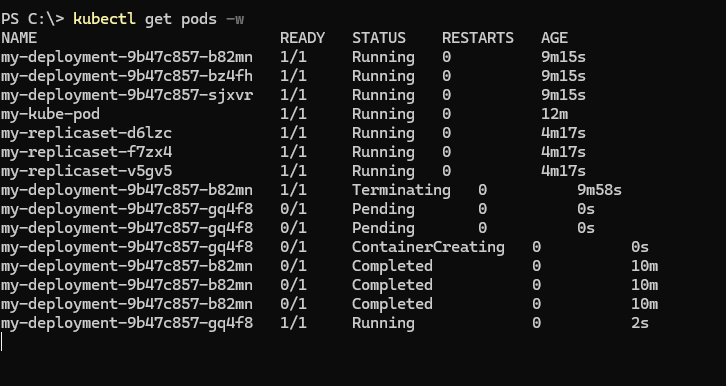 PS C:\> kubectl get pods -w
NAME READY STATUS RESTARTS AGE
my-deployment-9b47c857-b82mn 1/1 Running 0 9m15s
my-deployment-9b47c857-bz4fh 1/1 Running 0 9m15s
my-deployment-9b47c857-sjxvr 1/1 Running 0 9m15s
my-kube-pod 1/1 Running 0 12m
my-replicaset-d6lzc 1/1 Running 0 4m17s
my-replicaset-f7zx4 1/1 Running 0 4m17s
my-replicaset-v5gv5 1/1 Running 0 4m17s
my-deployment-9b47c857-b82mn 1/1 Terminating 0 9m58s
my-deployment-9b47c857-gq4f8 0/1 Pending 0 0s
my-deployment-9b47c857-gq4f8 0/1 Pending 0 0s
my-deployment-9b47c857-gq4f8 0/1 ContainerCreating 0 0s
my-deployment-9b47c857-b82mn 0/1 Completed 0 10m
my-deployment-9b47c857-b82mn 0/1 Completed 0 10m
my-deployment-9b47c857-b82mn 0/1 Completed 0 10m
my-deployment-9b47c857-gq4f8 1/1 Running 0 2s